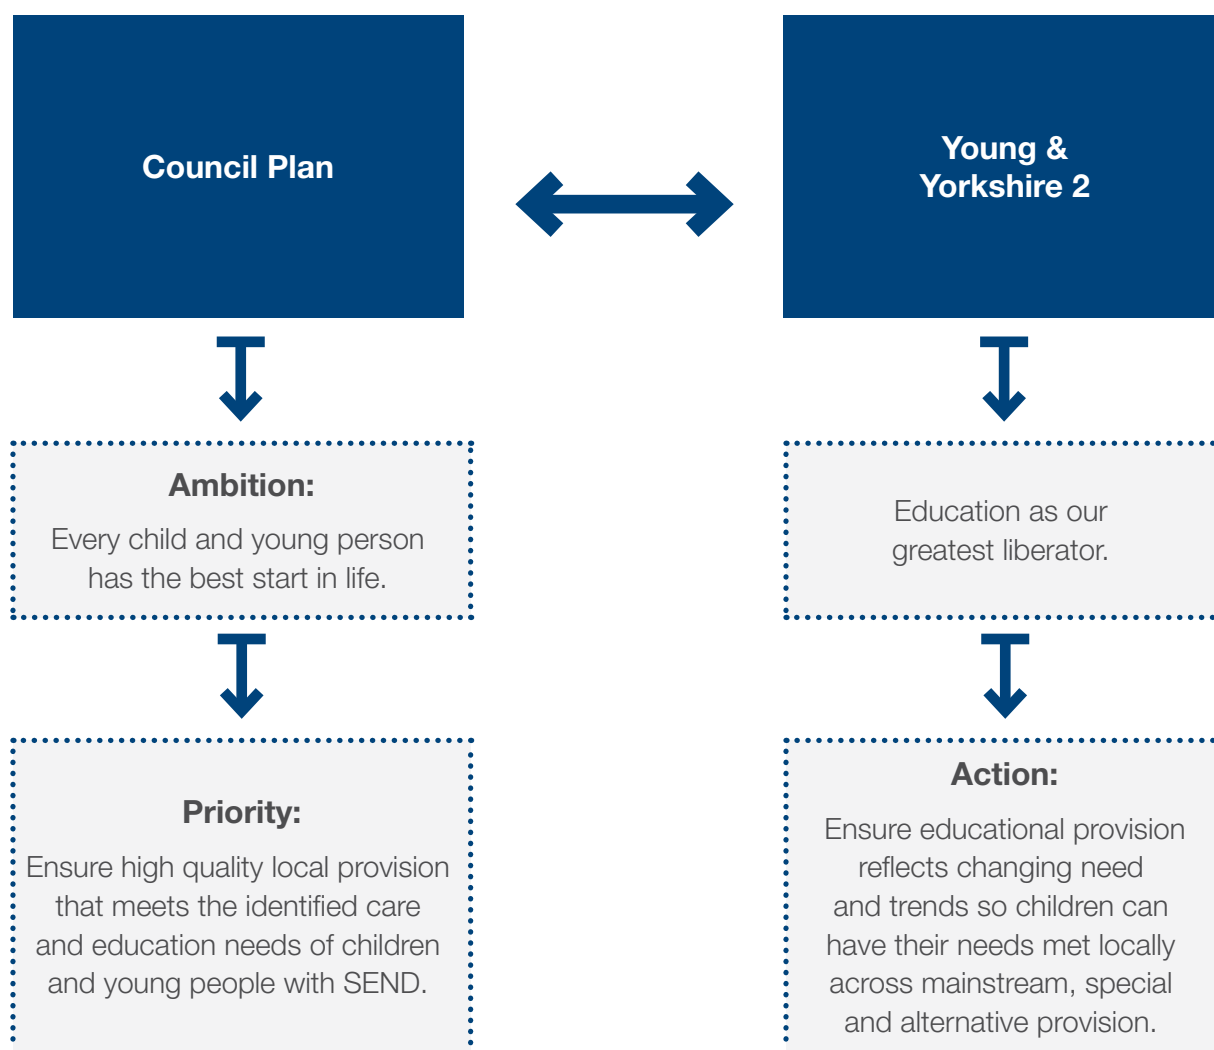 Council Plan
Young &
Yorkshire 2
Ambition:
Every child and young person
has the best start in life.
Education as our
greatest liberator.
Priority:
Ensure high quality local provision
that meets the identified care
and education needs of children
and young people with SEND.
Action:
Ensure educational provision
reflects changing need
and trends so children can
have their needs met locally
across mainstream, special
and alternative provision.